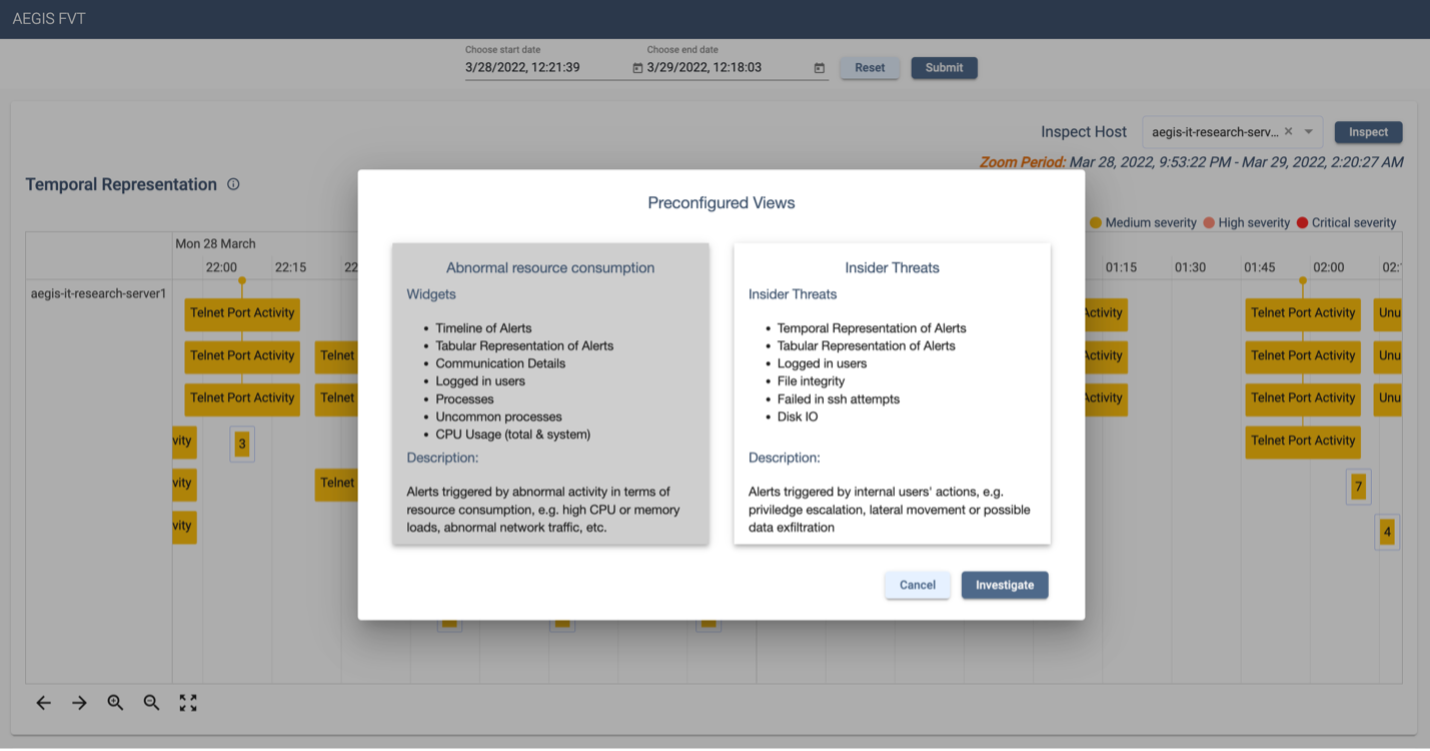 AEGIS FVT
Choose start date
Choose end date
3/28/2022, 12:21:39
3/29/2022, 12:18:03
Reset
Submit
Inspect Host
aegis-it-research-serv...
Inspect
Zoom Period: Mar 28, 2022, 9:53:22 PM - Mar 29, 2022, 2:20:27 AM
Temporal Representation
Medium severity
High severity
Critical severity
Mon 28 March
22:00
22:15
22
01:15
01:30
01:45
02:00
02:
aegis-it-research-server1
Telnet Port Activity
Activity
Telnet Port Activity
Unu
Telnet Port Activity
Telnet
Activity
Telnet Port Activity
Unu
Telnet Port Activity
Telnet
Activity
Telnet Port Activity
Unu
vity
3
Telnet Port Activity
vity
Telnet
7
vity
4
Preconfigured Views
Abnormal resource consumption
Widgets
• Timeline of Alerts
• Tabular Representation of Alerts
• Communication Details
• Logged in users
• Processes
• Uncommon processes
• CPU Usage (total & system)
Description:
Alerts triggered by abnormal activity in terms of
resource consumption, e.g. high CPU or memory
loads, abnormal network traffic, etc.
Insider Threats
Insider Threats
• Temporal Representation of Alerts
• Tabular Representation of Alerts
• Logged in users
• File integrity
• Failed in ssh attempts
• Disk IO
Description:
Alerts triggered by internal users' actions, e.g.
priviledge escalation, lateral movement or possible
data exfiltration
Cancel
Investigate